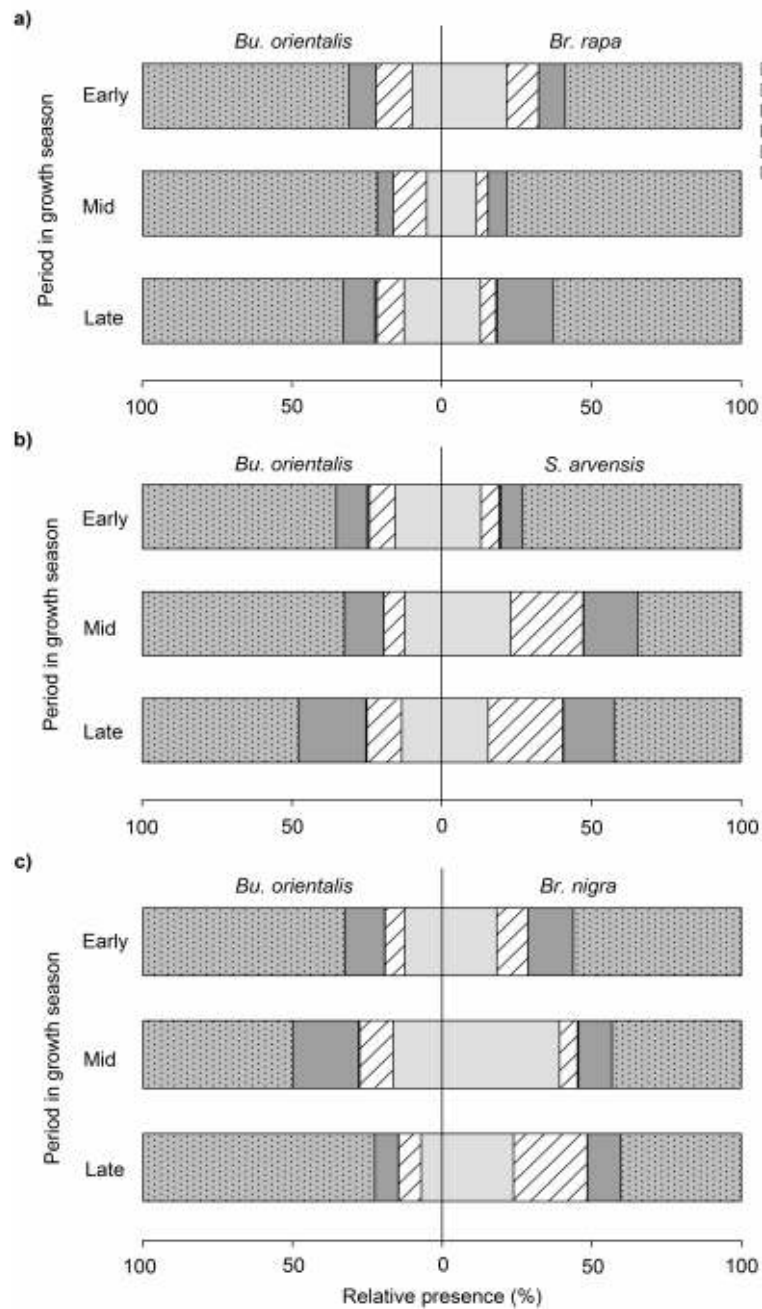 a)
Bu. orientalis Br. rapa
Period in growth season
Early
Mid
Late
100 50 0 50 100
b)
Bu. orientalis S. arvensis
Period in growth season
Early
Mid
Late
100 50 0 50 100
c)
Bu. orientalis Br. nigra
Period in growth season
Early
Mid
Late
100 50 0 50 100
Relative presence (%)